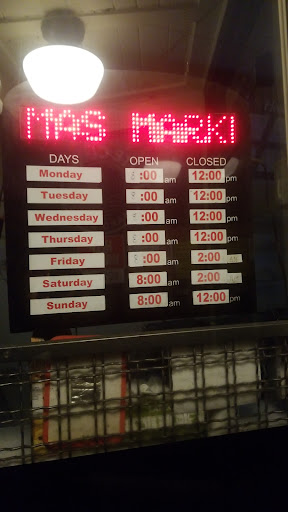 MAS MARK
DAYS OPEN CLOSED
Monday :00 am 12:00 pm
Tuesday :00 am 12:00 pm
Wednesday :00 am 12:00 pm
Thursday :00 am 12:00 pm
Friday :00 am 2:00
Saturday 8:00 am 2:00
Sunday 8:00 am 12:00 pm